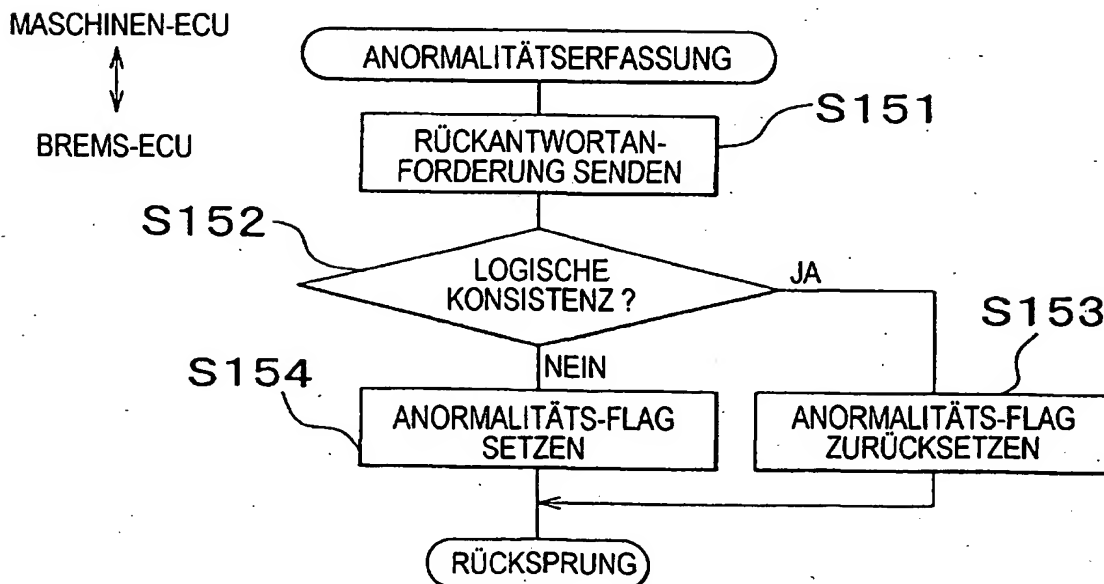 MASCHINEN-ECU
BREMS-ECU
ANORMALITÄTSERFASSUNG
S151
RÜCKANTWORTAN-
FORDERUNG SENDEN
S152
LOGISCHE
KONSISTENZ ?
JA
NEIN
S153
S154
ANORMALITÄTS-FLAG
SETZEN
ANORMALITÄTS-FLAG
ZURÜCKSETZEN
RÜCKSPRUNG